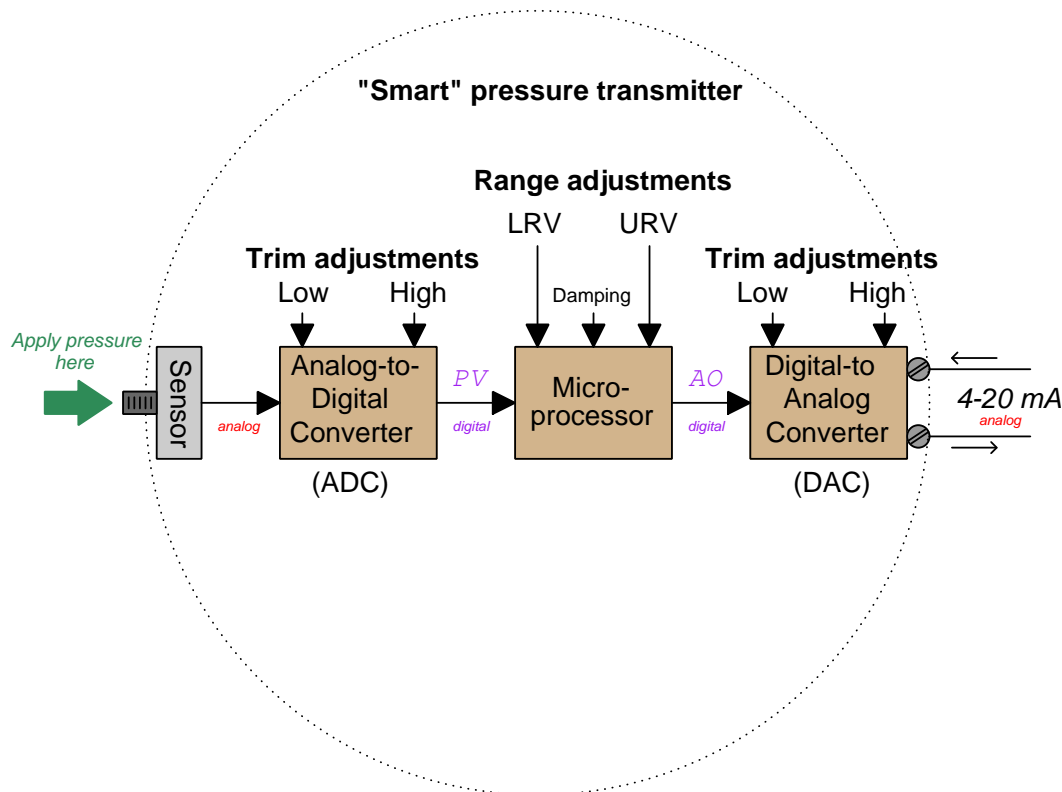 "Smart" pressure transmitter
Range adjustments
LRV URV
Trim adjustments
Low High
Damping
Trim adjustments
Low High
Apply pressure
here
Sensor
analog
Analog-to-
Digital
Converter
(ADC)
PV
digital
Micro-
processor
AO
digital
Digital-to
Analog
Converter
(DAC)
4-20 mA
analog